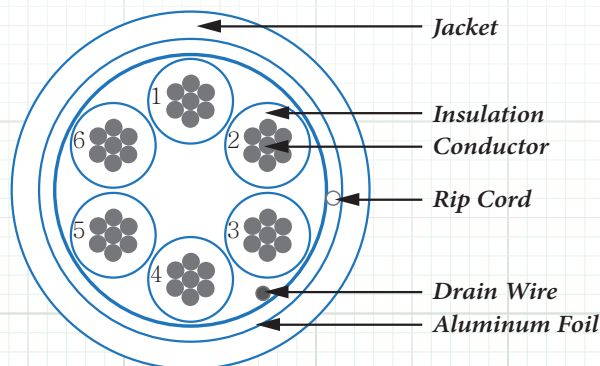 Jacket
1
Insulation
6
2
Conductor
Rip Cord
5
3
4
Drain Wire
Aluminum Foil